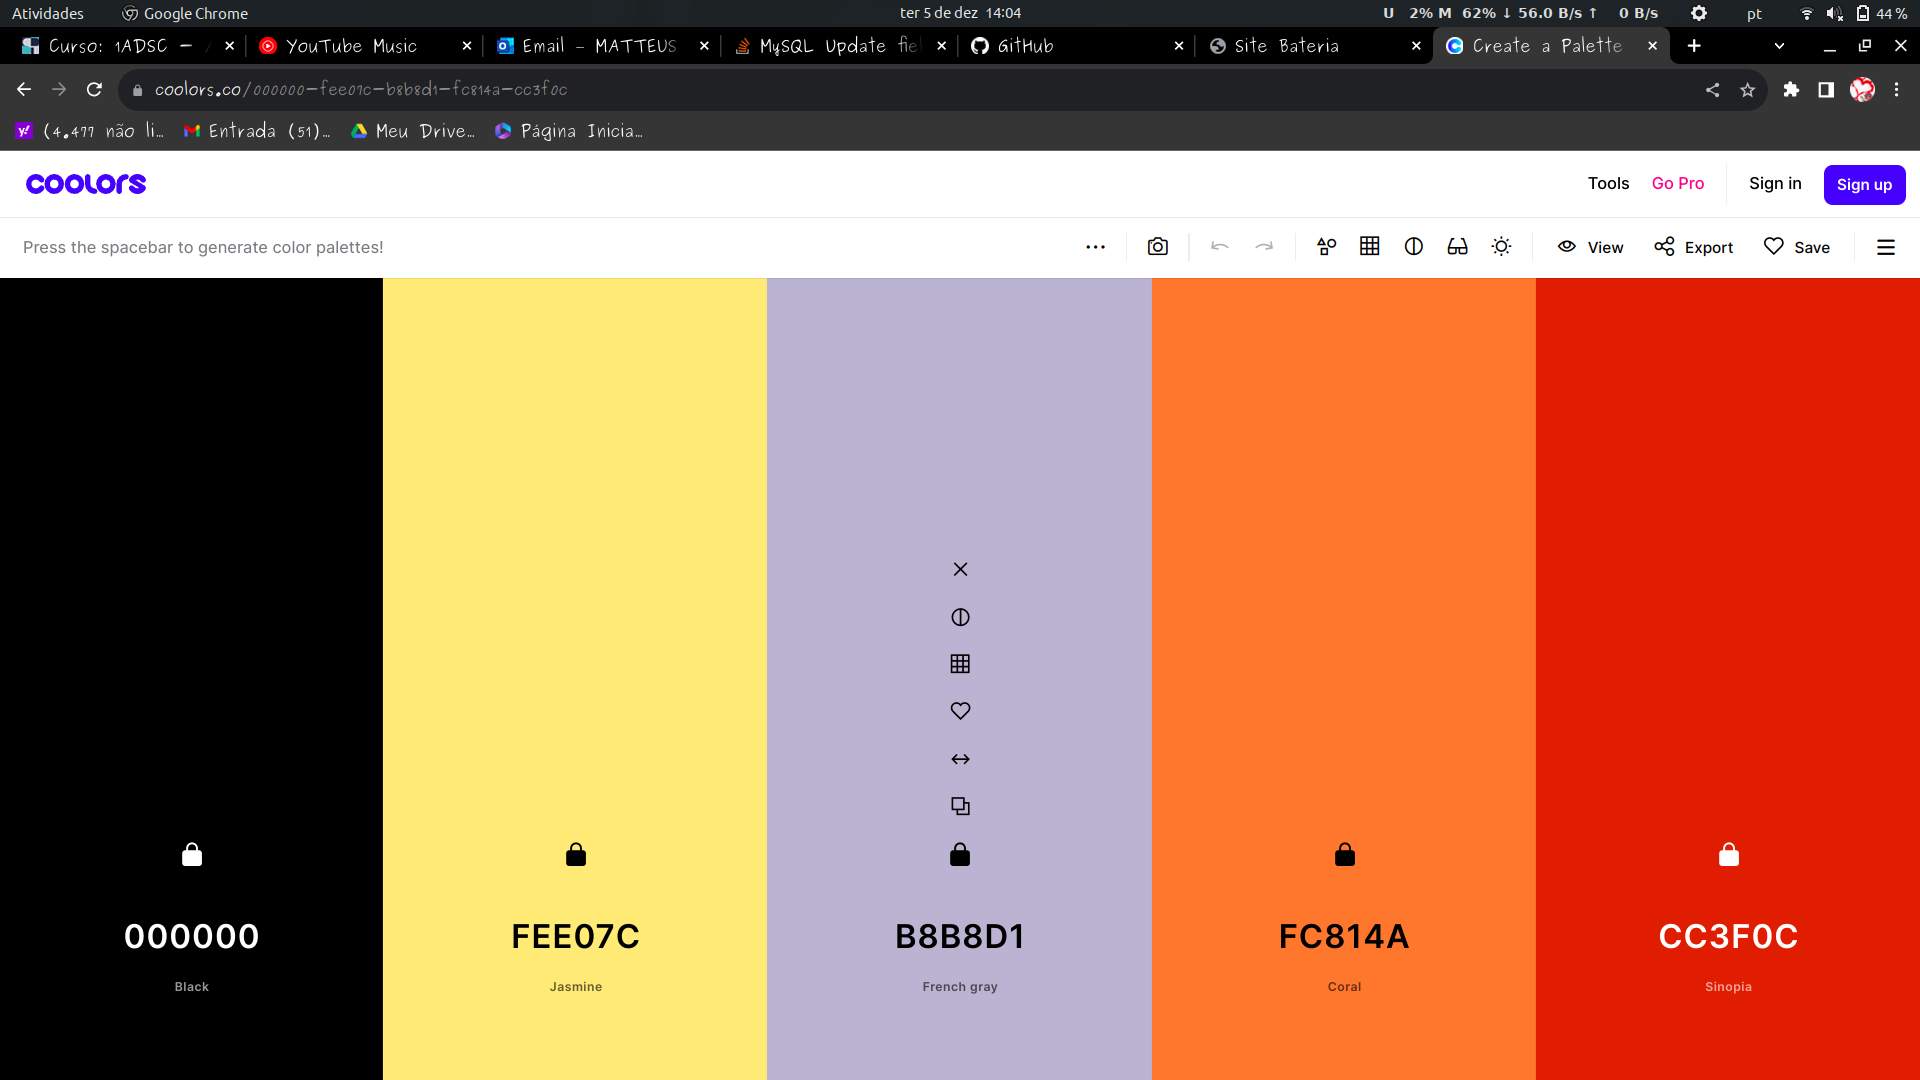 Atividades Google Chrome ter 5 de dez 14:04 U 2% M 62% ↓ 56.0 B/s ↑ 0 B/s pt 44 %
Curso: 1ADSC – YouTube Music Email – MATTEUS MySQL Update fie GitHub Site Bateria Create a Palette
coolors.co/000000-fee07c-b8b8d1-fc814a-cc3f0c
(4.477 não li... Entrada (51)... Meu Drive... Página Inicia...
coolors Tools Go Pro Sign in Sign up
Press the spacebar to generate color palettes! View Export Save
000000 FEE07C B8B8D1 FC814A CC3F0C
Black Jasmine French gray Coral Sinopia